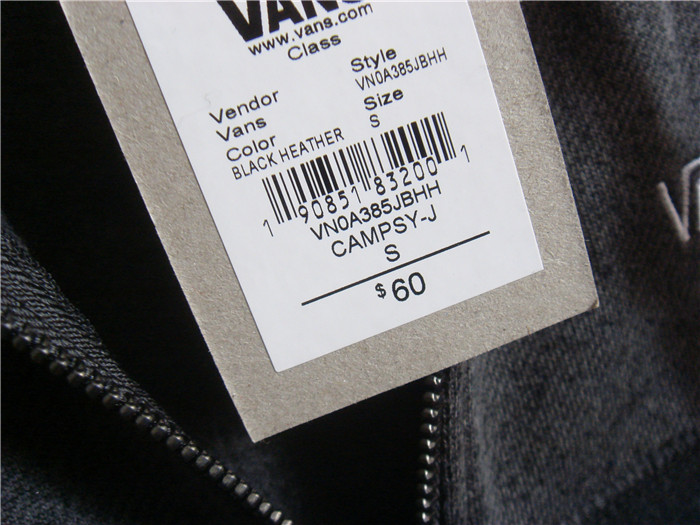 VANS
www.vans.com
Class
Style
VN0A385JBHH
Vendor
Vans
Size
S
Color
BLACK HEATHER
1 90851 83200 1
VN0A385JBHH
CAMPSY-J
S
$60